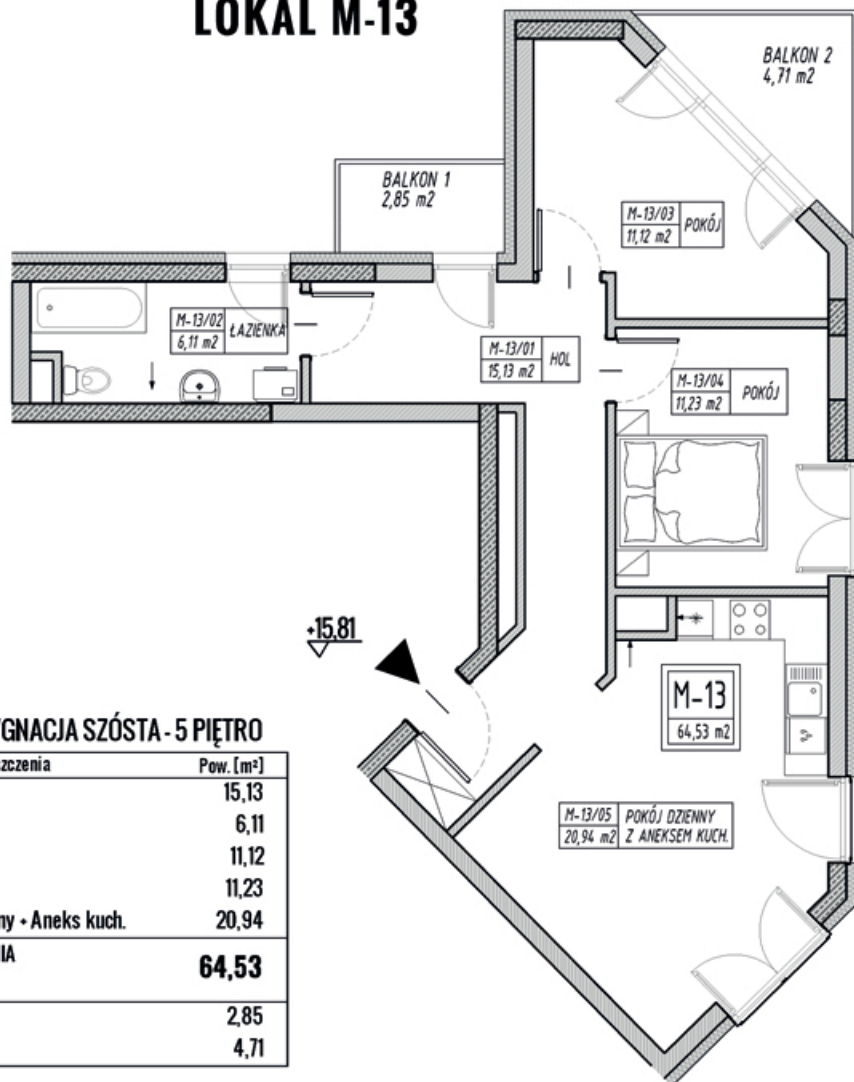 LOKAL M-13
BALKON 2
4,71 m2
BALKON 1
2,85 m2
M-13/03 POKÓJ
11,12 m2
M-13/02 ŁAZIENKA
6,11 m2
M-13/01 HOL
15,13 m2
M-13/04 POKÓJ
11,23 m2
+15,81
M-13
64,53 m2
M-13/05 POKÓJ DZIENNY
20,94 m2 Z ANEKSEM KUCH.
YGNACJA SZÓSTA - 5 PIĘTRO
szczenia Pow. [m²]
15,13
6,11
11,12
11,23
ny + Aneks kuch. 20,94
IA
64,53
2,85
4,71